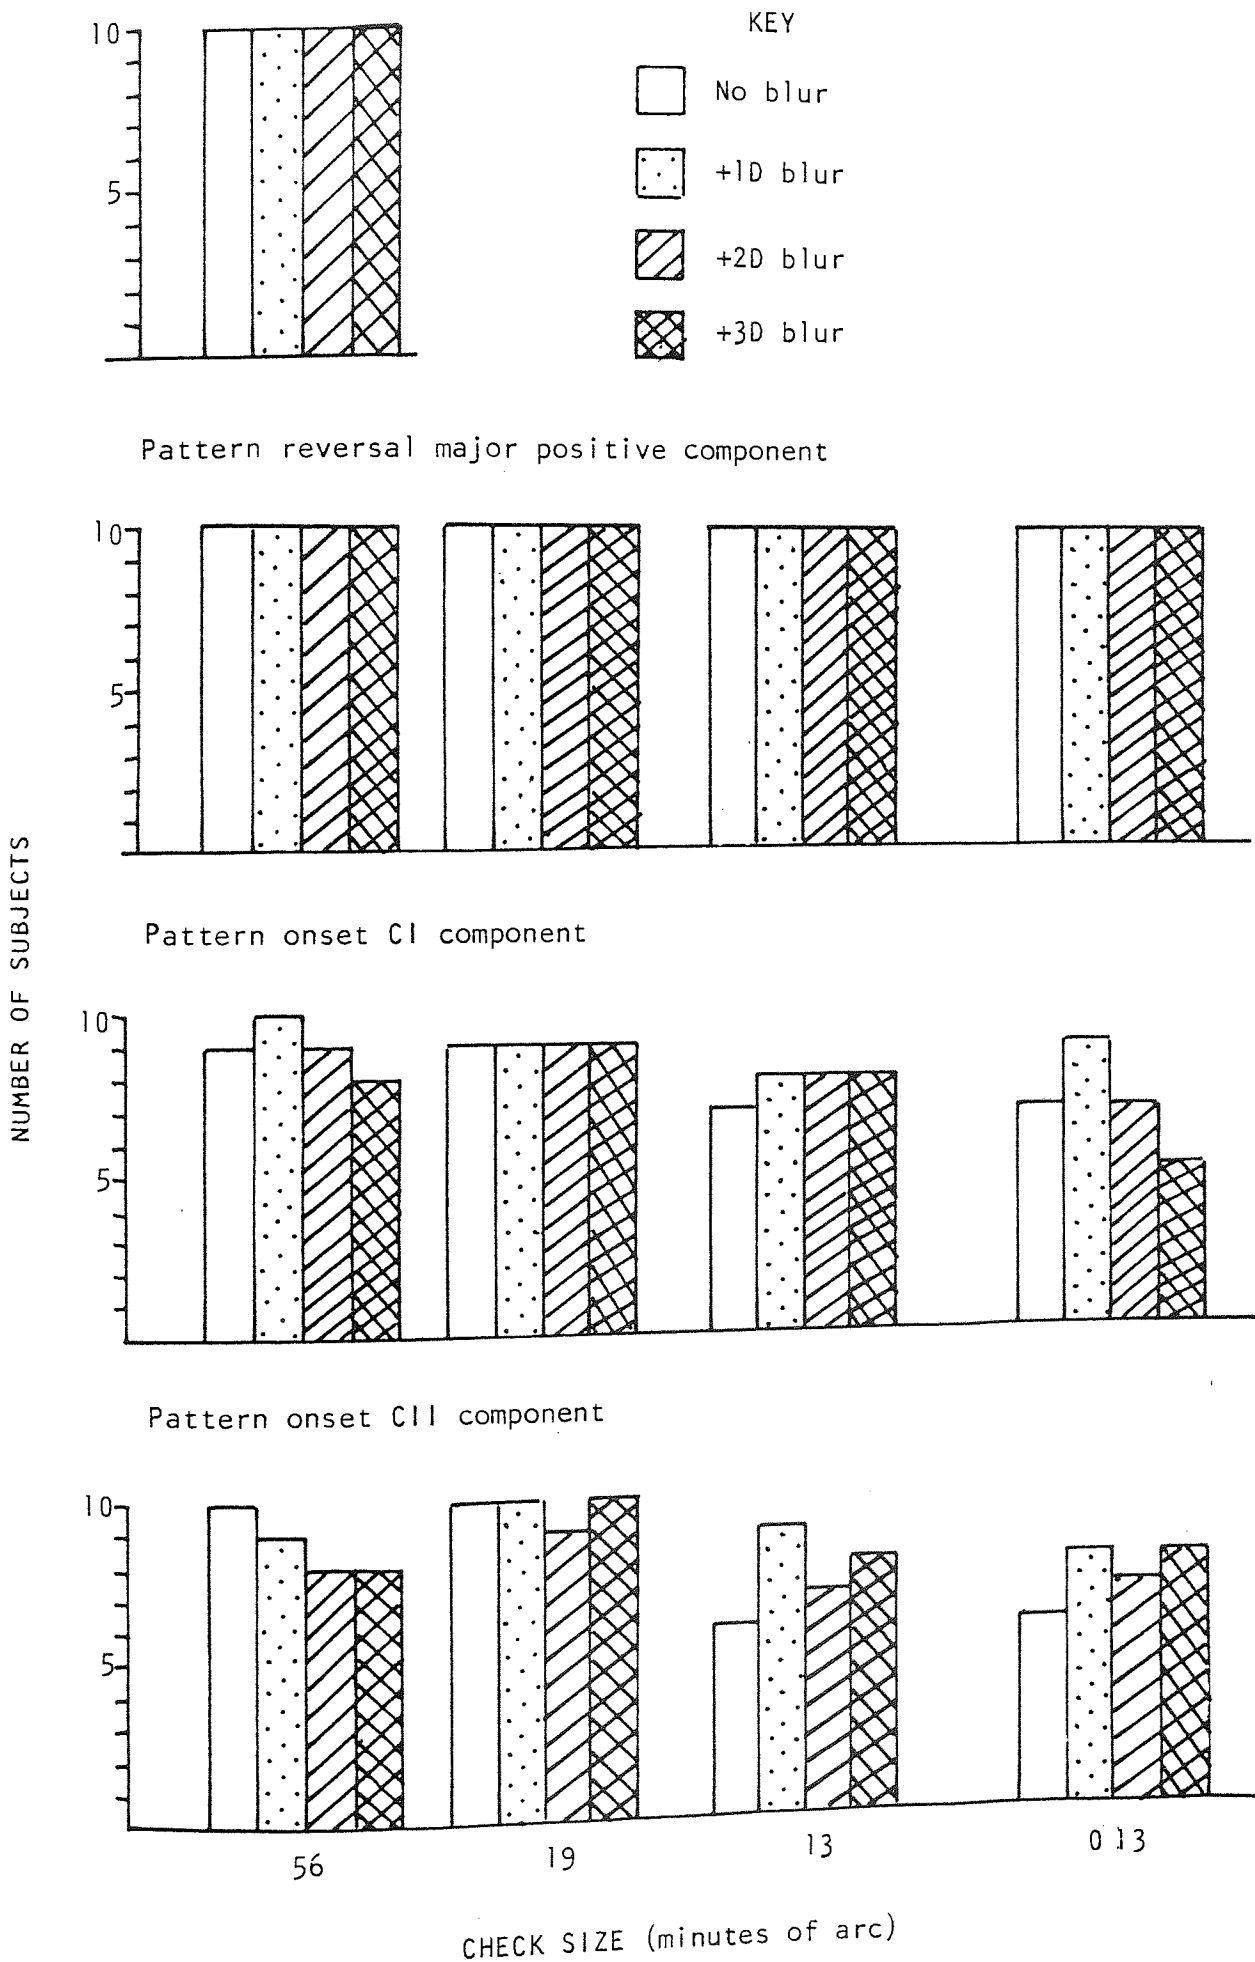 KEY
No blur
+1D blur
+2D blur
+3D blur
10
5
Pattern reversal major positive component
10
5
Pattern onset CI component
10
5
Pattern onset CII component
10
5
56 19 13 0 13
CHECK SIZE (minutes of arc)
NUMBER OF SUBJECTS